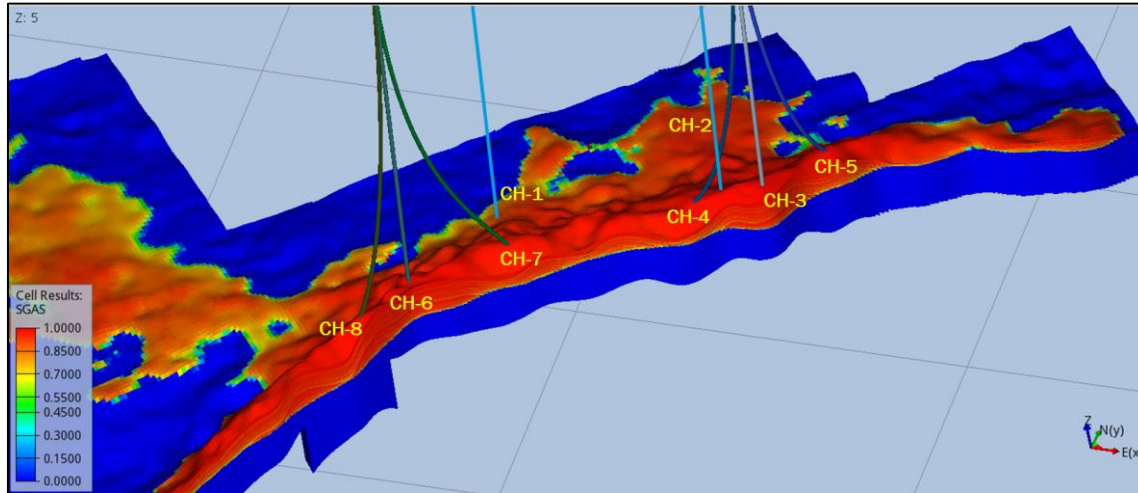 Z: 5
CH-2
CH-5
CH-1
CH-3
CH-4
CH-7
CH-6
CH-8
Cell Results:
SGAS
1.0000
0.8500
0.7000
0.5500
0.4500
0.3000
0.1500
0.0000
Z
N(y)
E(x